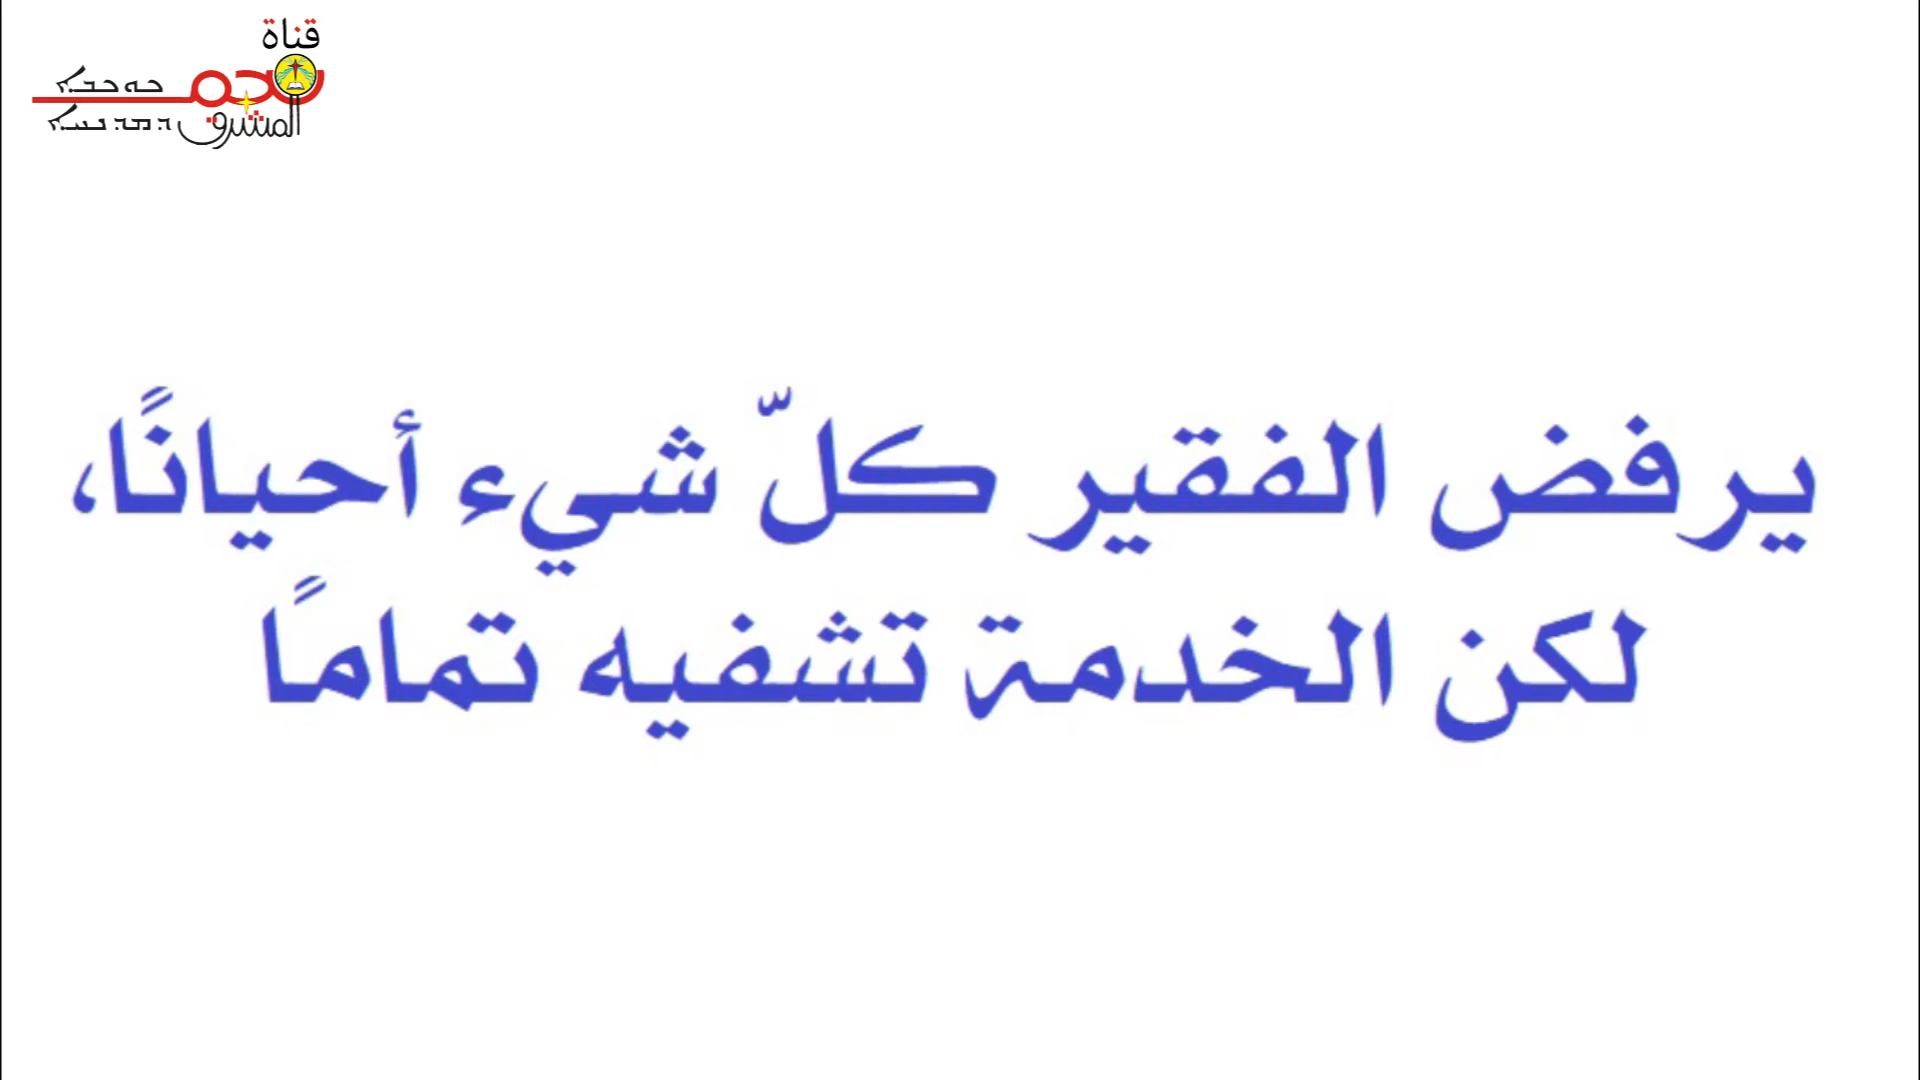 قناة
المشرق
يرفض الفقير كلّ شيء أحيانًا،
لكن الخدمة تشفيه تمامًا